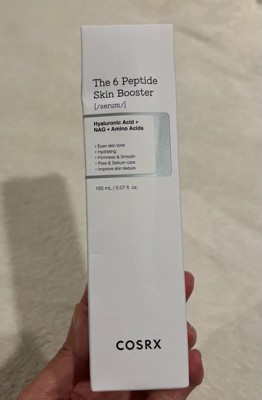 The 6 Peptide
Skin Booster
[/serum/]
Hyaluronic Acid +
NAG + Amino Acids
• Even skin tone
• Hydrating
• Firmness & Smooth
• Pore & Sebum care
• Improve skin texture
150 mL / 5.07 fl. oz.
COSRX